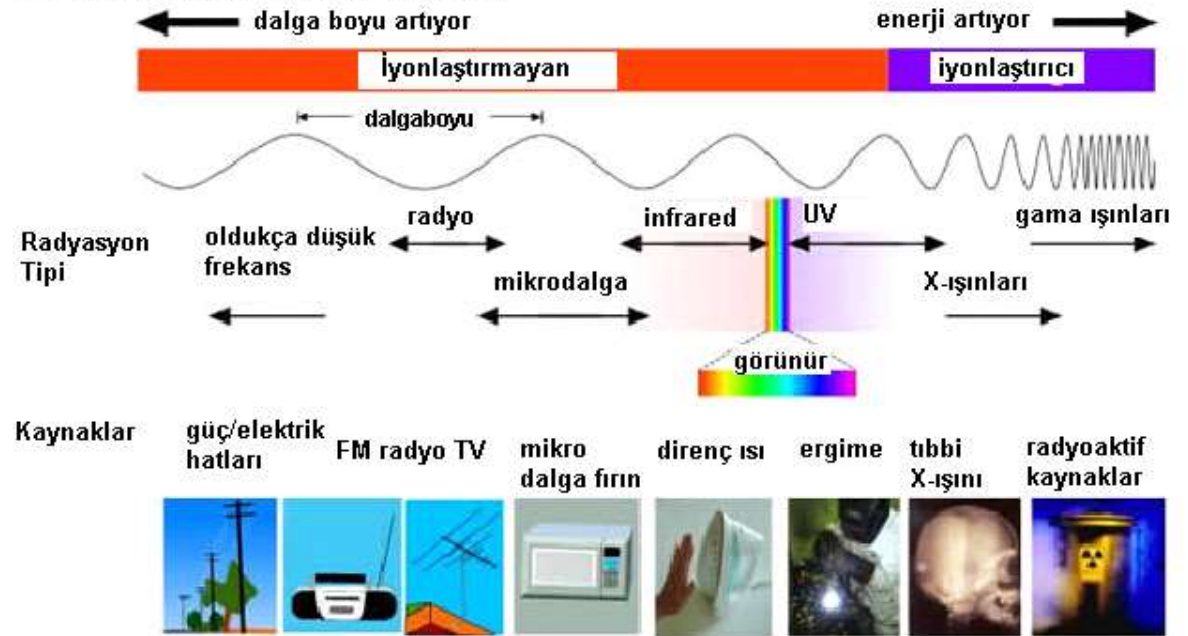 dalga boyu artıyor
enerji artıyor
İyonlaştırmayan
iyonlaştırıcı
dalgaboyu
Radyasyon
Tipi
oldukça düşük
frekans
radyo
mikrodalga
infrared
UV
X-ışınları
gama ışınları
görünür
Kaynaklar
güç/elektrik
hatları
FM radyo TV
mikro
dalga fırın
direnç ısı
ergime
tıbbi
X-ışını
radyoaktif
kaynaklar